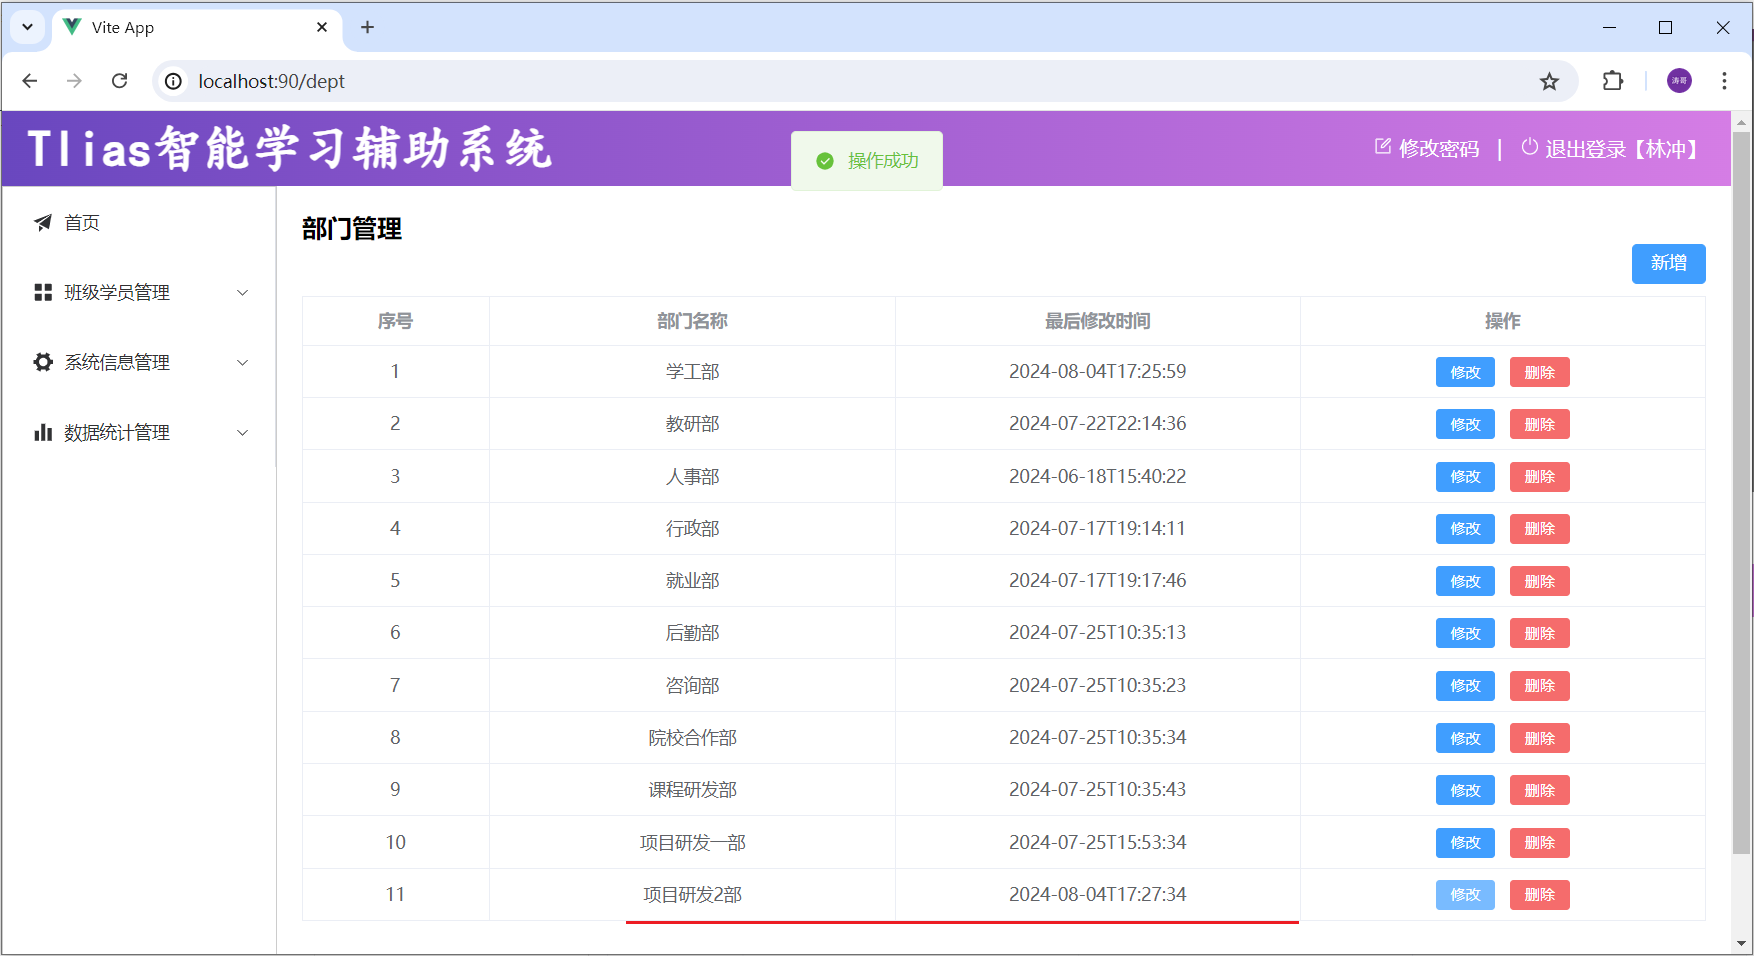 Vite App
localhost:90/dept
涛哥
Tlias智能学习辅助系统
操作成功
修改密码 | 退出登录【林冲】
首页
班级学员管理
系统信息管理
数据统计管理
部门管理
新增
序号 部门名称 最后修改时间 操作
1 学工部 2024-08-04T17:25:59 修改 删除
2 教研部 2024-07-22T22:14:36 修改 删除
3 人事部 2024-06-18T15:40:22 修改 删除
4 行政部 2024-07-17T19:14:11 修改 删除
5 就业部 2024-07-17T19:17:46 修改 删除
6 后勤部 2024-07-25T10:35:13 修改 删除
7 咨询部 2024-07-25T10:35:23 修改 删除
8 院校合作部 2024-07-25T10:35:34 修改 删除
9 课程研发部 2024-07-25T10:35:43 修改 删除
10 项目研发一部 2024-07-25T15:53:34 修改 删除
11 项目研发2部 2024-08-04T17:27:34 修改 删除